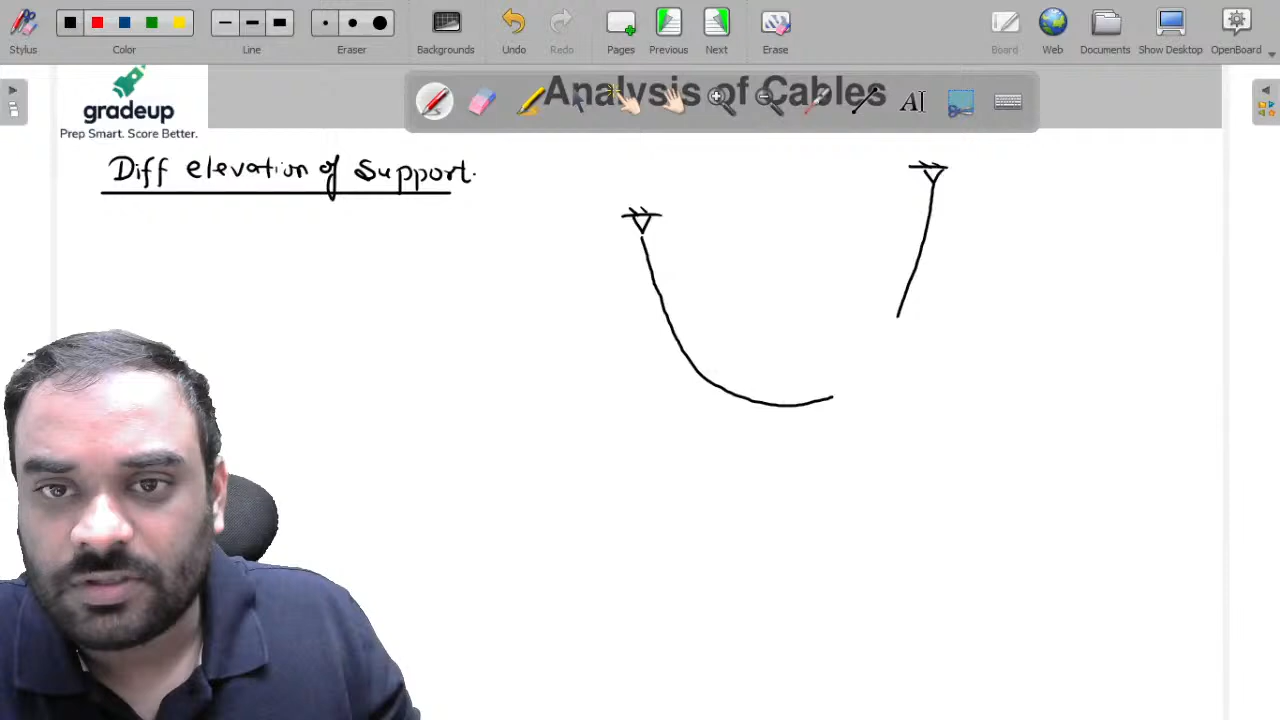 Stylus
Color
Line
Eraser
Backgrounds
Undo
Redo
Pages
Previous
Next
Erase
Board
Web
Documents
Show Desktop
OpenBoard
gradeup
Prep Smart. Score Better.
Analysis of Cables
AI
Diff elevation of Support.